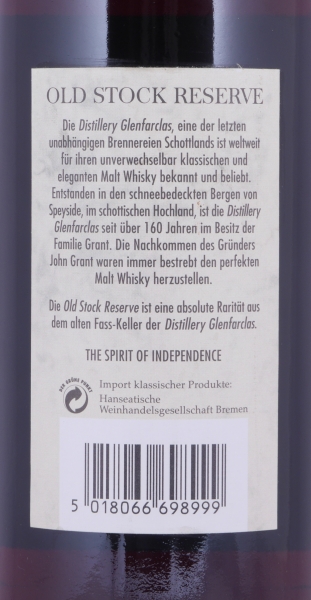 OLD STOCK RESERVE
Die Distillery Glenfarclas, eine der letzten
unabhängigen Brennereien Schottlands ist weltweit
für ihren unverwechselbar klassischen und
eleganten Malt Whisky bekannt und beliebt.
Entstanden in den schneebedeckten Bergen von
Speyside, im schottischen Hochland, ist die Distillery
Glenfarclas seit über 160 Jahren im Besitz der
Familie Grant. Die Nachkommen des Gründers
John Grant waren immer bestrebt den perfekten
Malt Whisky herzustellen.
Die Old Stock Reserve ist eine absolute Rarität aus
dem alten Fass-Keller der Distillery Glenfarclas.
THE SPIRIT OF INDEPENDENCE
DER GRÜNE PUNKT
Import klassischer Produkte:
Hanseatische
Weinhandelsgesellschaft Bremen
5 018066 698999